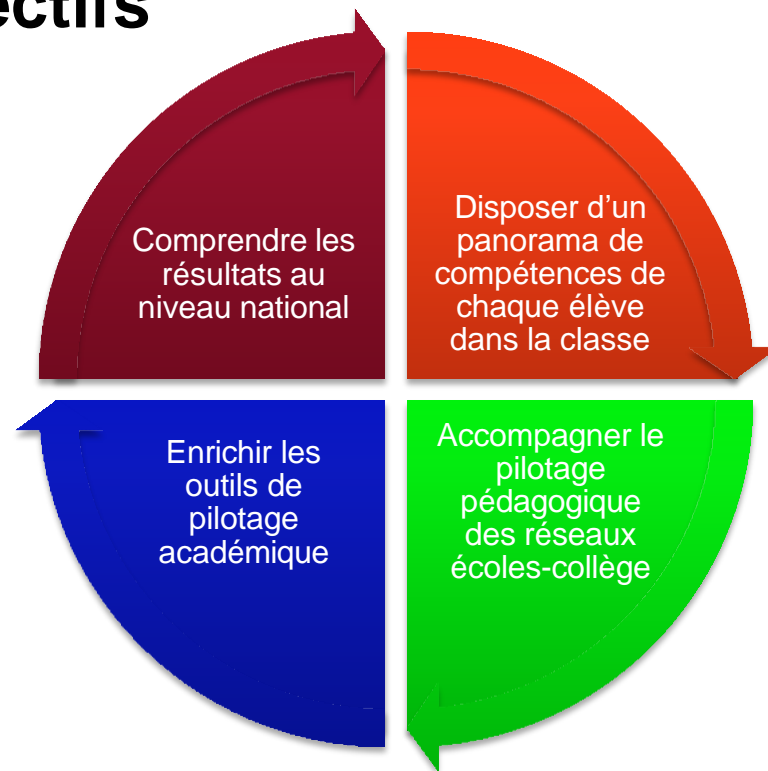 ectifs
Comprendre les
résultats au
niveau national
Disposer d’un
panorama de
compétences de
chaque élève
dans la classe
Enrichir les
outils de
pilotage
académique
Accompagner le
pilotage
pédagogique
des réseaux
écoles-collège